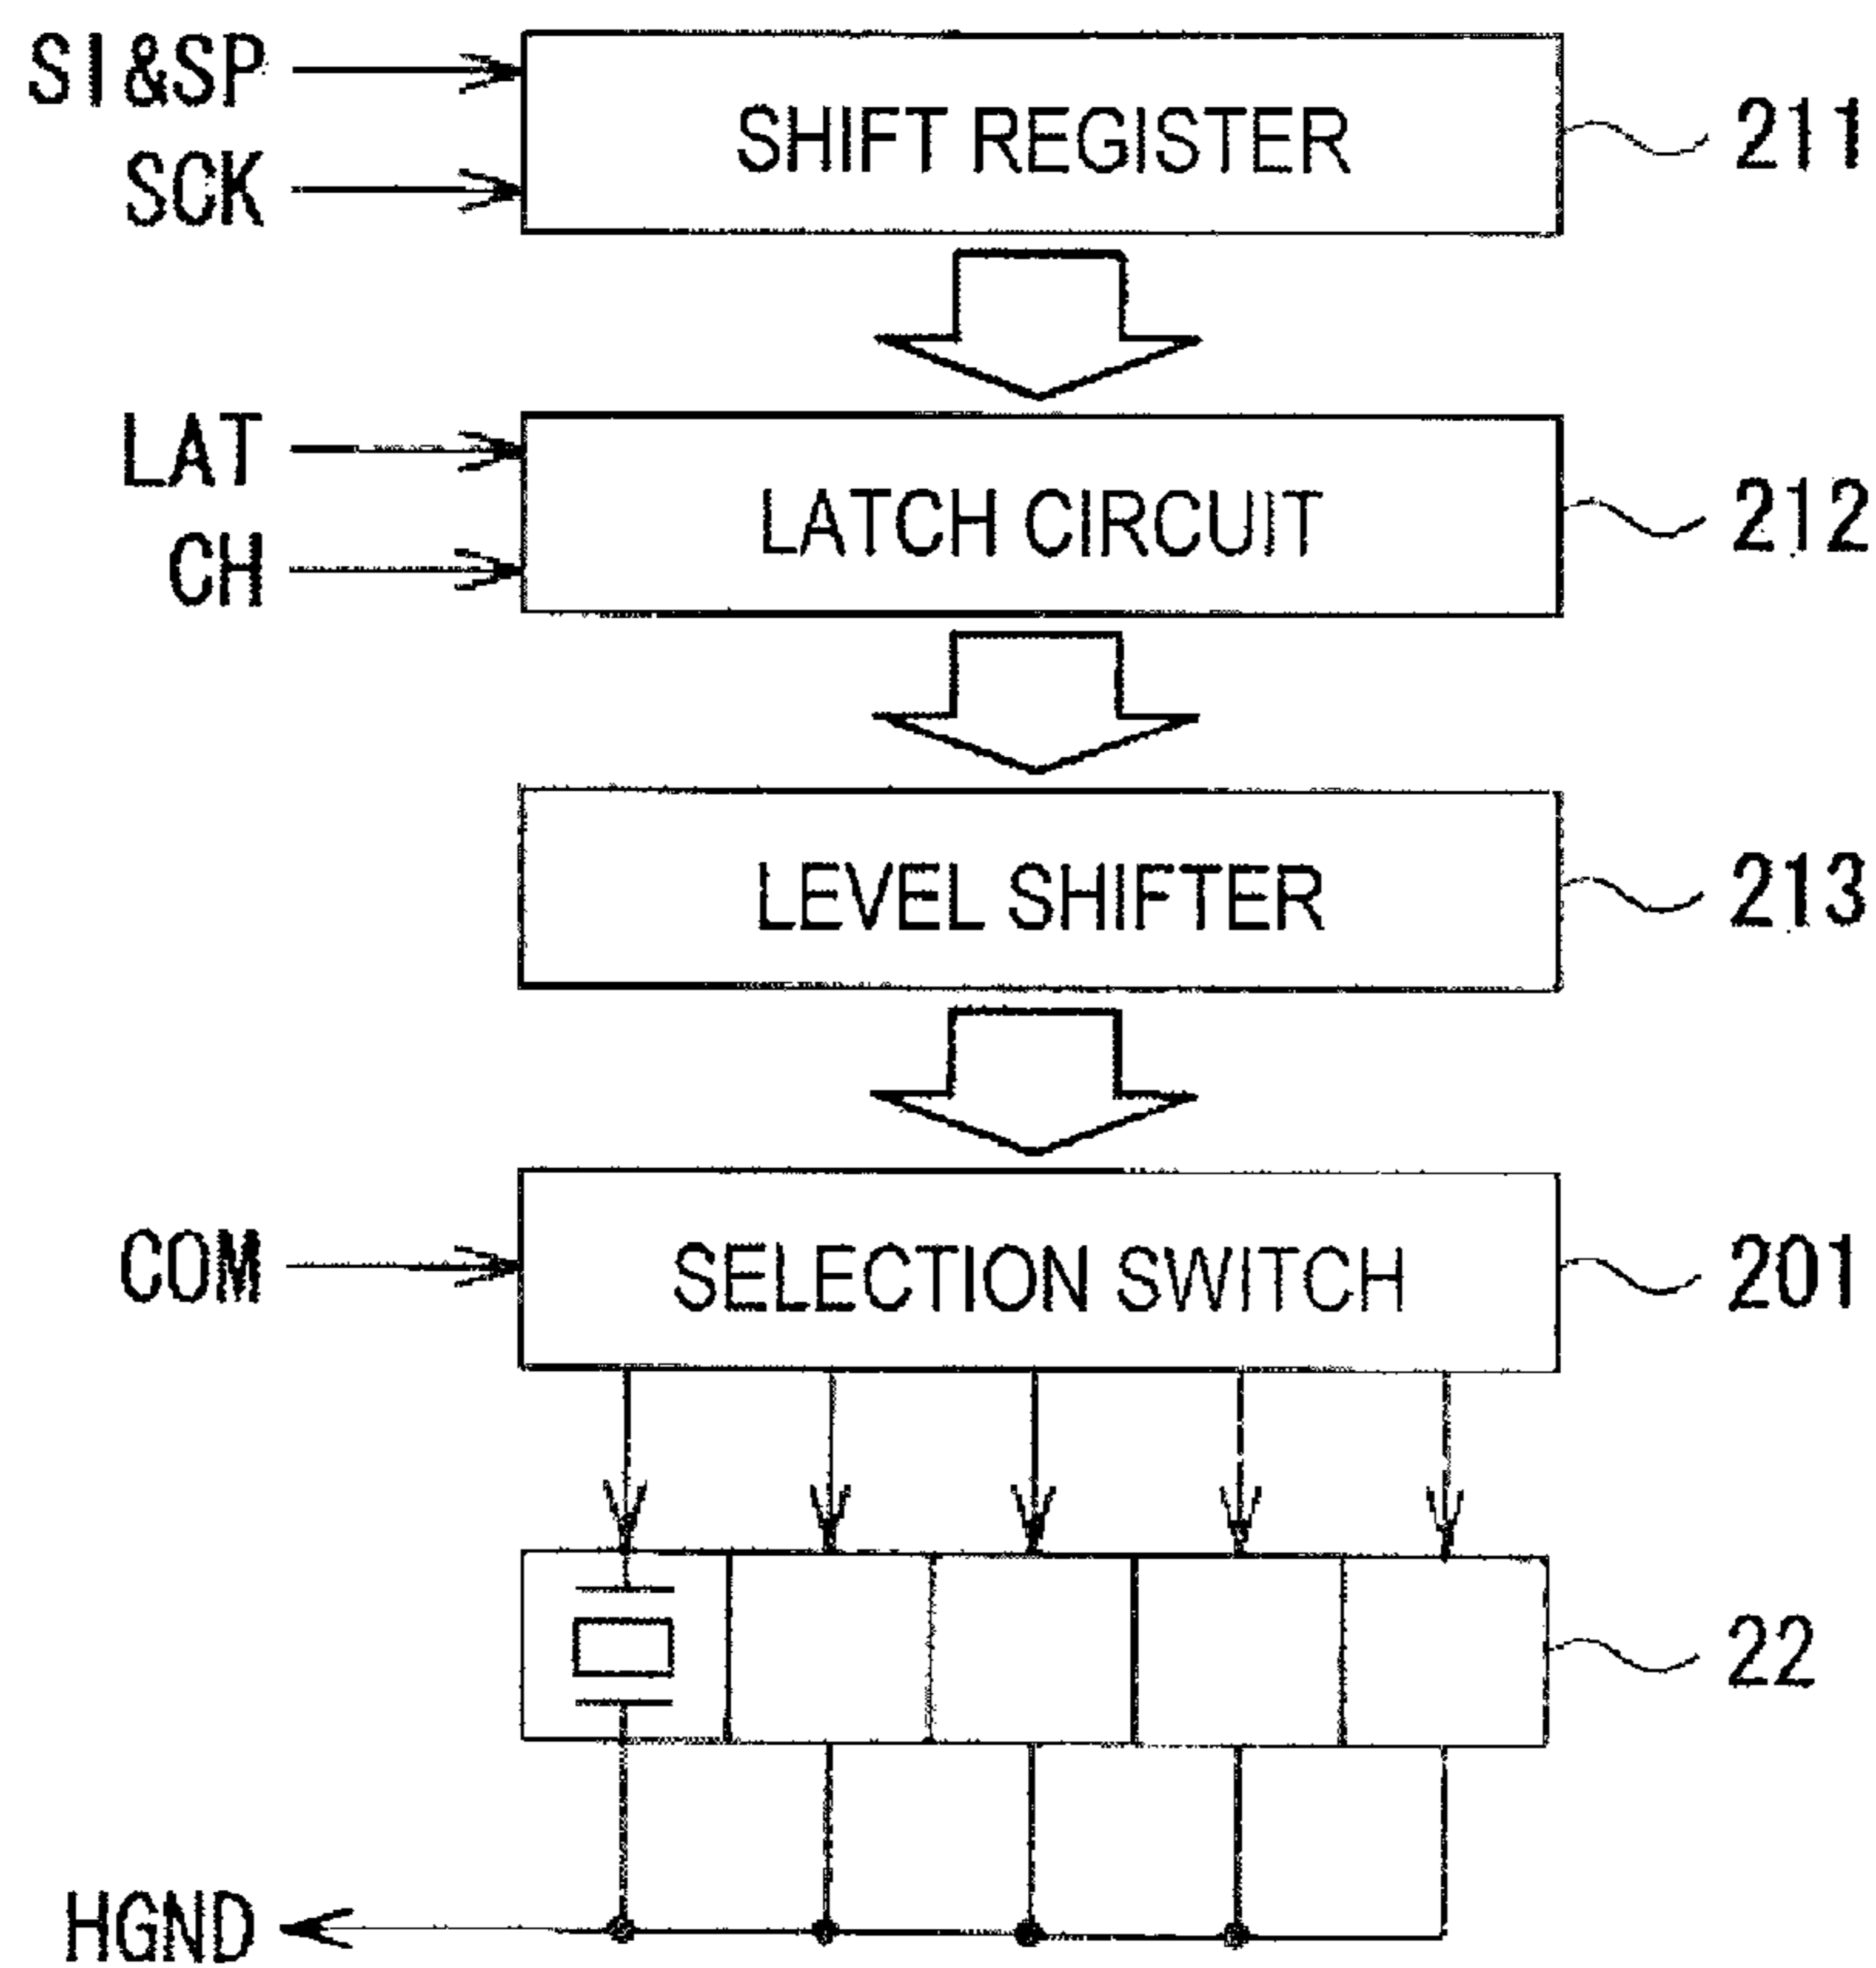 SI&SP
SCK
SHIFT REGISTER
211
LAT
CH
LATCH CIRCUIT
212
LEVEL SHIFTER
213
COM
SELECTION SWITCH
201
22
HGND